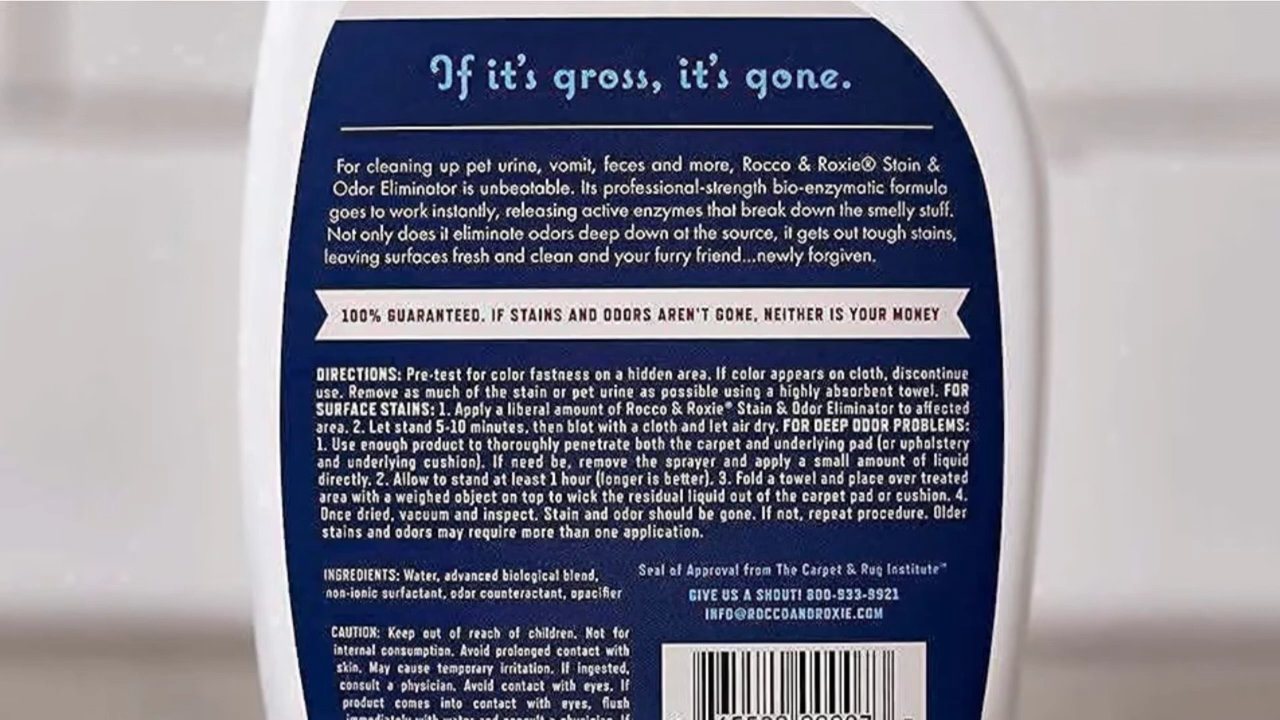 If it's gross, it's gone.
For cleaning up pet urine, vomit, feces and more, Rocco & Roxie® Stain &
Odor Eliminator is unbeatable. Its professional-strength bio-enzymatic formula
goes to work instantly, releasing active enzymes that break down the smelly stuff.
Not only does it eliminate odors deep down at the source, it gets out tough stains,
leaving surfaces fresh and clean and your furry friend...newly forgiven.
100% GUARANTEED. IF STAINS AND ODORS AREN'T GONE, NEITHER IS YOUR MONEY
DIRECTIONS: Pre-test for color fastness on a hidden area. If color appears on cloth, discontinue
use. Remove as much of the stain or pet urine as possible using a highly absorbent towel. FOR
SURFACE STAINS: 1. Apply a liberal amount of Rocco & Roxie® Stain & Odor Eliminator to affected
area. 2. Let stand 5-10 minutes, then blot with a cloth and let air dry. FOR DEEP ODOR PROBLEMS:
1. Use enough product to thoroughly penetrate both the carpet and underlying pad (or upholstery
and underlying cushion). If need be, remove the sprayer and apply a small amount of liquid
directly. 2. Allow to stand at least 1 hour (longer is better). 3. Fold a towel and place over treated
area with a weighed object on top to wick the residual liquid out of the carpet pad or cushion. 4.
Once dried, vacuum and inspect. Stain and odor should be gone. If not, repeat procedure. Older
stains and odors may require more than one application.
INGREDIENTS: Water, advanced biological blend,
non-ionic surfactant, odor counteractant, opacifier
CAUTION: Keep out of reach of children. Not for
internal consumption. Avoid prolonged contact with
skin. May cause temporary irritation. If ingested,
consult a physician. Avoid contact with eyes. If
product comes into contact with eyes, flush
immediately with water and consult a physician. If
Seal of Approval from The Carpet & Rug Institute™
GIVE US A SHOUT! 800-933-9921
INFO@ROCCOANDROXIE.COM